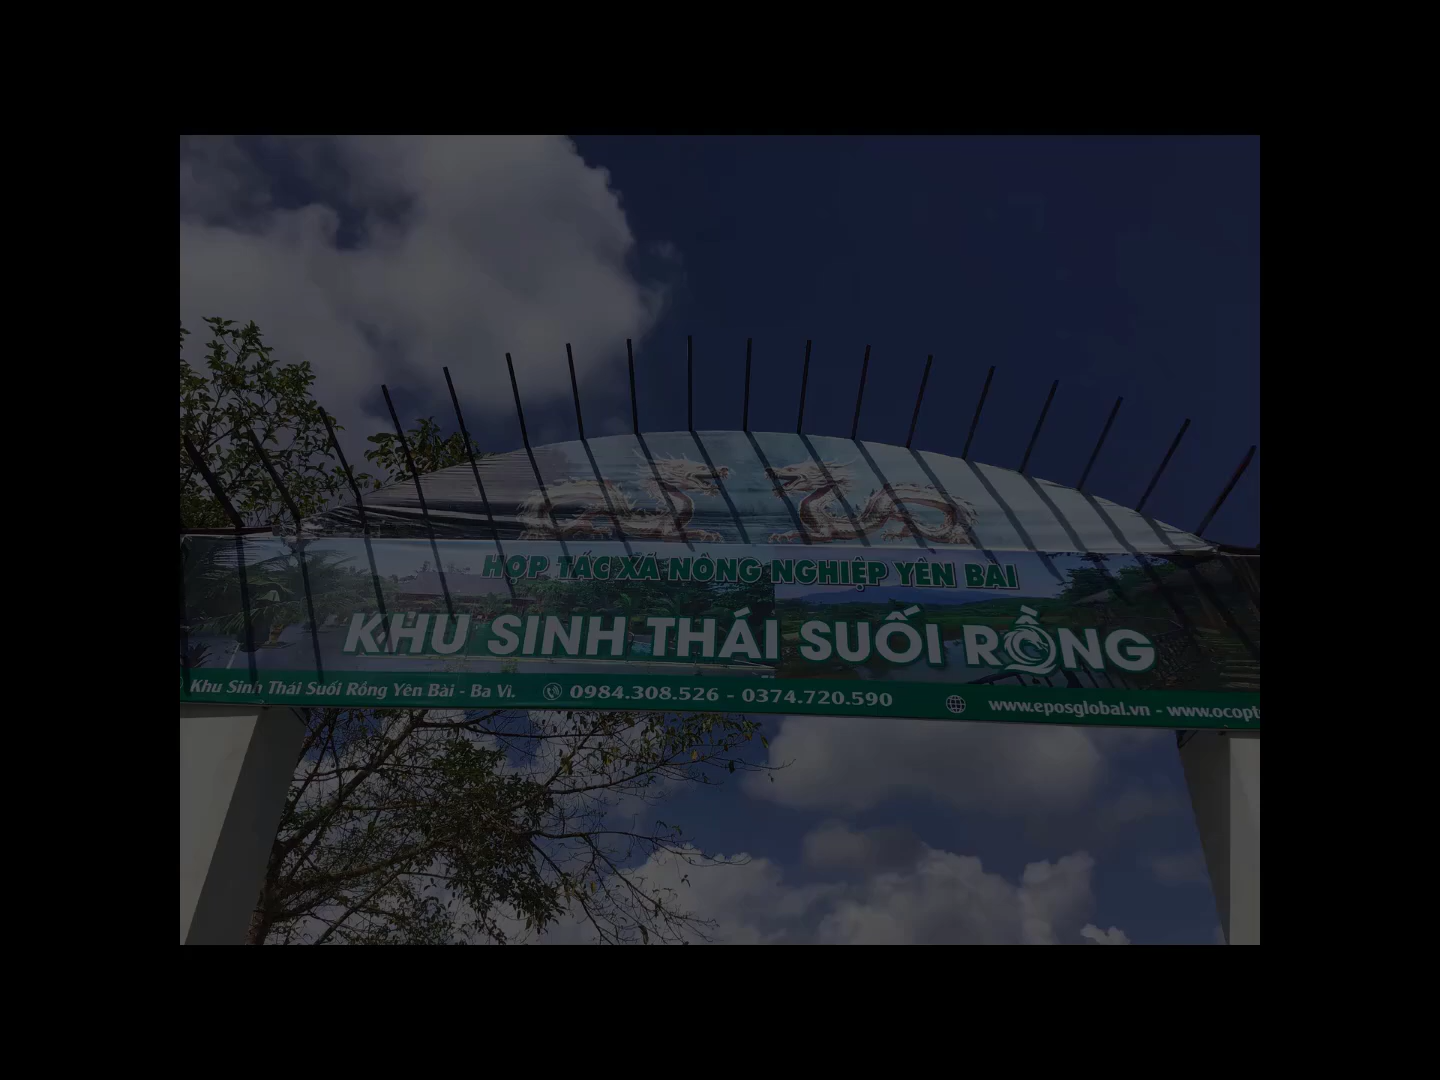 HỢP TÁC XÃ NÔNG NGHIỆP YÊN BÀI
KHU SINH THÁI SUỐI RỒNG
Khu Sinh Thái Suối Rồng Yên Bài - Ba Vì. 0984.308.526 - 0374.720.590 www.eposglobal.vn - www.ocopt